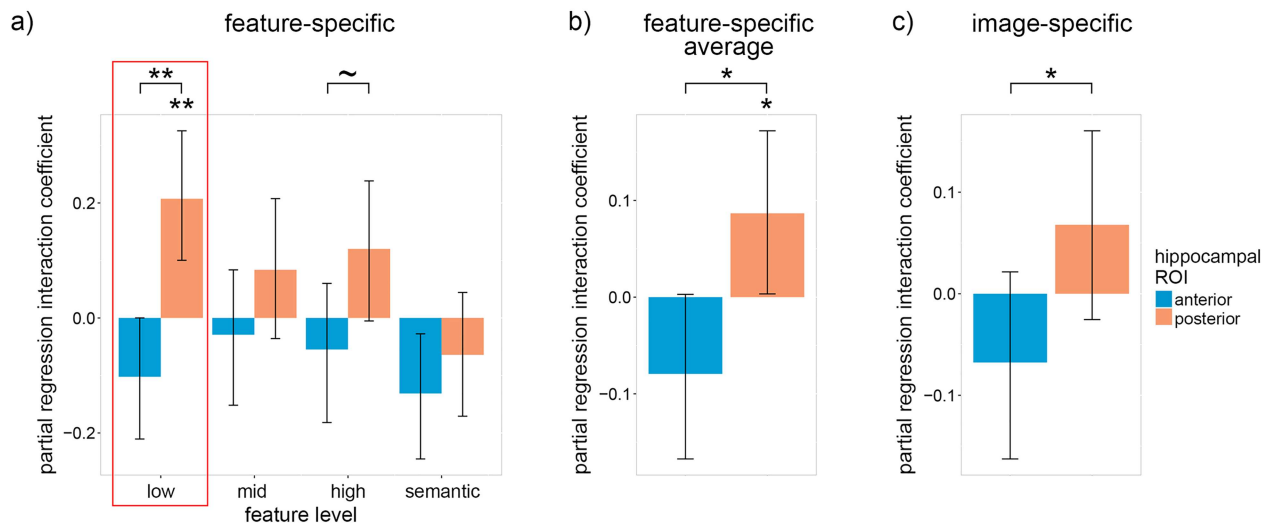 a)
feature-specific
**
~
**
partial regression interaction coefficient
0.2
0.0
−0.2
low
mid
high
semantic
feature level
b)
feature-specific
average
*
*
partial regression interaction coefficient
0.1
0.0
−0.1
c)
image-specific
*
partial regression interaction coefficient
0.1
0.0
−0.1
hippocampal
ROI
anterior
posterior